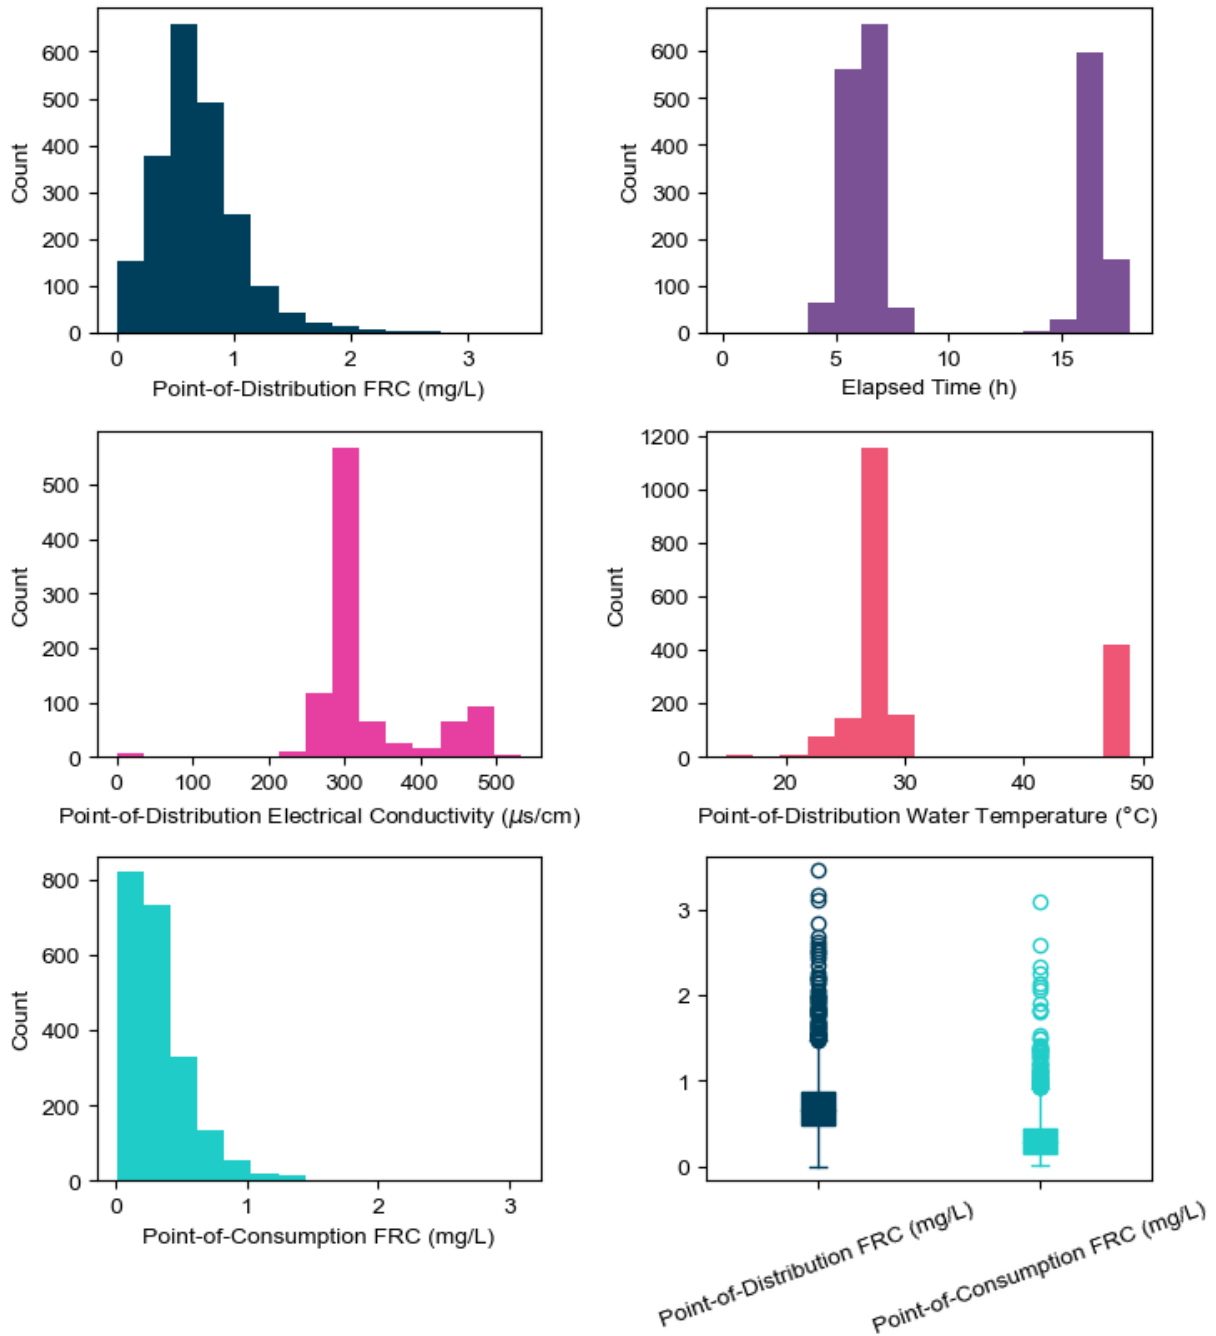 600
500
400
300
200
100
0
Count
0 1 2 3
Point-of-Distribution FRC (mg/L)
600
500
400
300
200
100
0
Count
0 5 10 15
Elapsed Time (h)
500
400
300
200
100
0
Count
0 100 200 300 400 500
Point-of-Distribution Electrical Conductivity (μs/cm)
1200
1000
800
600
400
200
0
Count
20 30 40 50
Point-of-Distribution Water Temperature (°C)
800
600
400
200
0
Count
0 1 2 3
Point-of-Consumption FRC (mg/L)
3
2
1
0
Point-of-Distribution FRC (mg/L)
Point-of-Consumption FRC (mg/L)